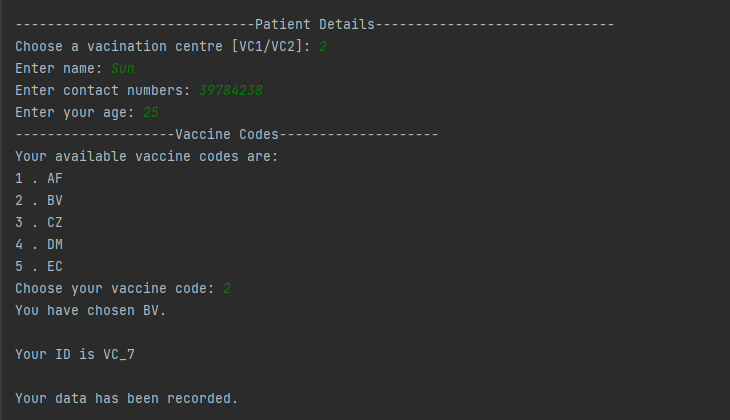 ------------------------------Patient Details------------------------------
Choose a vacination centre [VC1/VC2]: 2
Enter name: Sun
Enter contact numbers: 39784238
Enter your age: 25
--------------------Vaccine Codes--------------------
Your available vaccine codes are:
1 . AF
2 . BV
3 . CZ
4 . DM
5 . EC
Choose your vaccine code: 2
You have chosen BV.
Your ID is VC_7
Your data has been recorded.